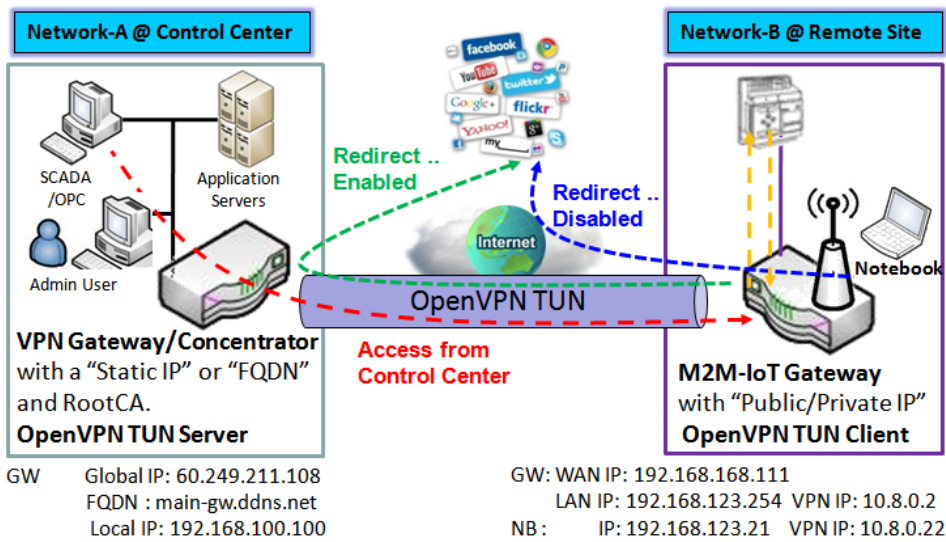 Network-A @ Control Center
Network-B @ Remote Site
facebook
YouTube
twitter
Google+
flickr
YAHOO!
g+
my
Redirect ..
Enabled
Redirect ..
Disabled
SCADA
/OPC
Application
Servers
Admin User
Internet
Notebook
OpenVPN TUN
Access from
Control Center
VPN Gateway/Concentrator
with a “Static IP” or “FQDN”
and RootCA.
OpenVPN TUN Server
M2M-IoT Gateway
with “Public/Private IP”
OpenVPN TUN Client
GW Global IP: 60.249.211.108
FQDN : main-gw.ddns.net
Local IP: 192.168.100.100
GW: WAN IP: 192.168.168.111
LAN IP: 192.168.123.254 VPN IP: 10.8.0.2
NB : IP: 192.168.123.21 VPN IP: 10.8.0.22